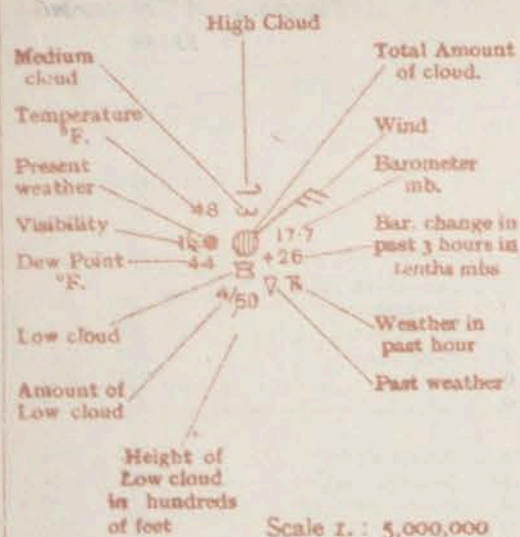 High Cloud
Medium
cloud
Total Amount
of cloud.
Temperature
°F.
Wind
Present
weather
Barometer
mb.
48
Visibility
17.7
Bar. change in
past 3 hours in
tenths mbs
Dew Point
°F.
44
+26
4/50
Low cloud
Weather in
past hour
Amount of
Low cloud
Past weather
Height of
Low cloud
in hundreds
of feet
Scale 1. : 5,000,000